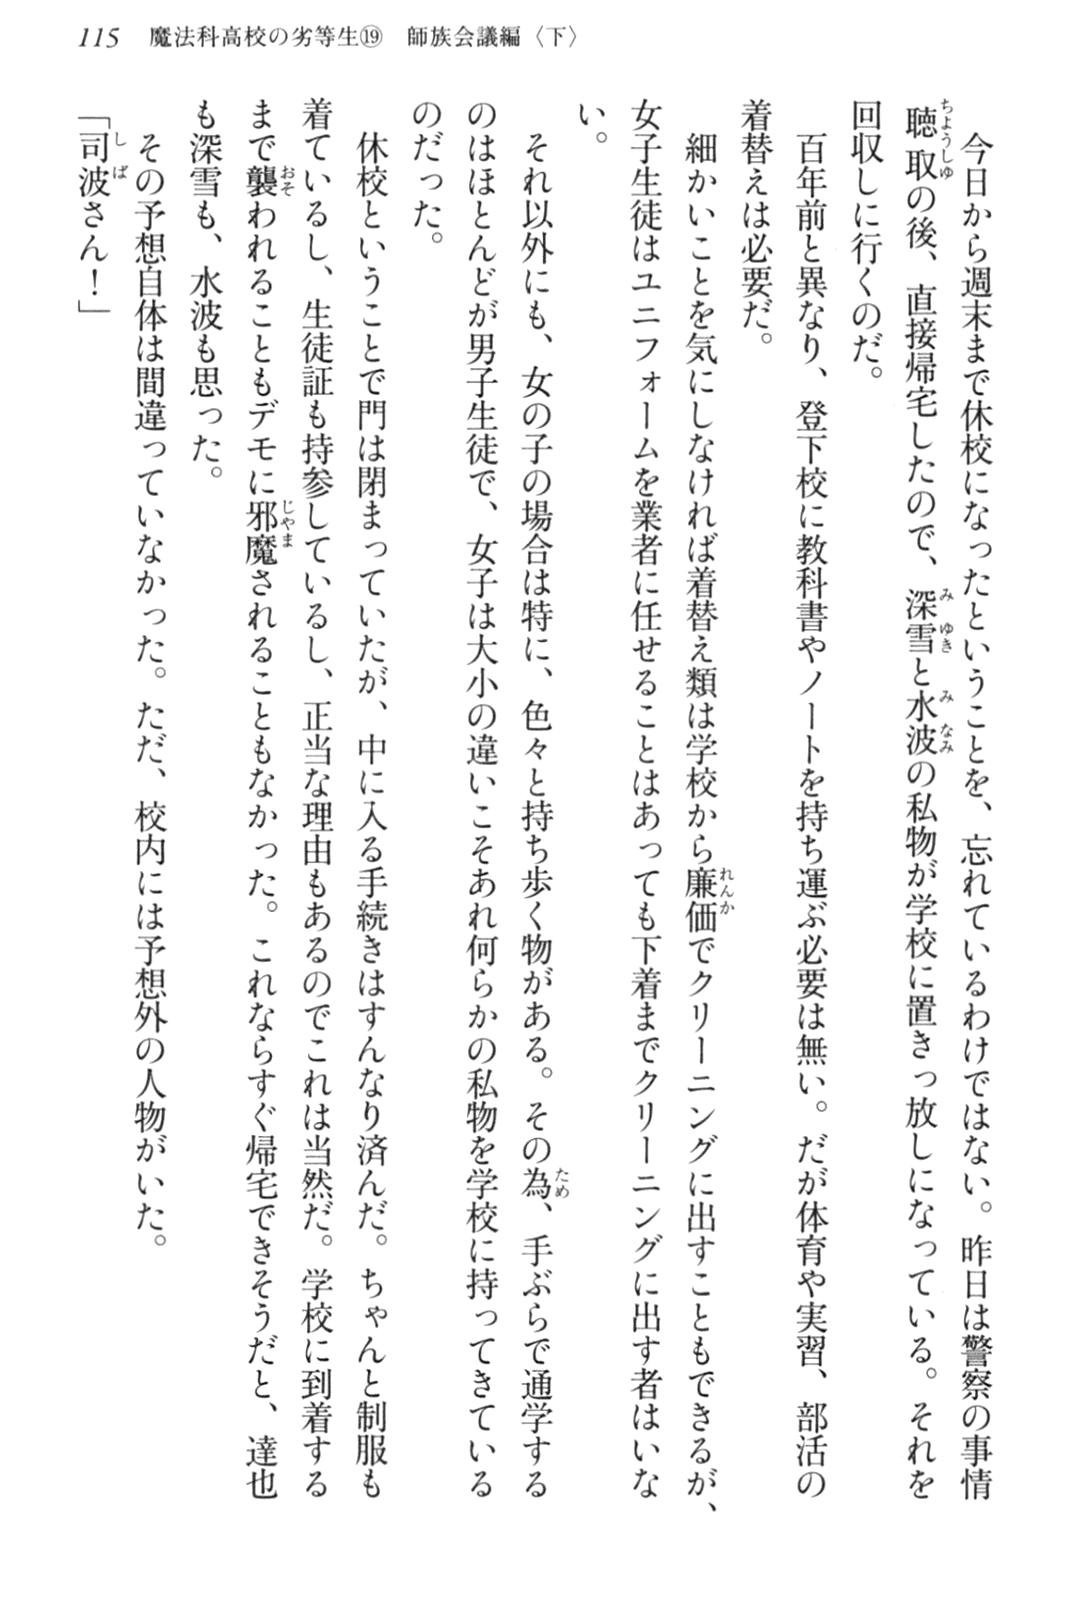 115　魔法科高校の劣等生⑲　師族会議編〈下〉
　今日から週末まで休校になったということを、忘れているわけではない。昨日は警察の事情
聴取の後、直接帰宅したので、深雪と水波の私物が学校に置きっ放しになっている。それを
回収しに行くのだ。
　百年前と異なり、登下校に教科書やノートを持ち運ぶ必要は無い。だが体育や実習、部活の
着替えは必要だ。
　細かいことを気にしなければ着替え類は学校から廉価でクリーニングに出すこともできるが、
女子生徒はユニフォームを業者に任せることはあっても下着までクリーニングに出す者はいな
い。
　それ以外にも、女の子の場合は特に、色々と持ち歩く物がある。その為、手ぶらで通学する
のはほとんどが男子生徒で、女子は大小の違いこそあれ何らかの私物を学校に持ってきている
のだった。
　休校ということで門は閉まっていたが、中に入る手続きはすんなり済んだ。ちゃんと制服も
着ているし、生徒証も持参しているし、正当な理由もあるのでこれは当然だ。学校に到着する
まで襲われることもデモに邪魔されることもなかった。これならすぐ帰宅できそうだと、達也
も深雪も、水波も思った。
　その予想自体は間違っていなかった。ただ、校内には予想外の人物がいた。
「司波さん！」